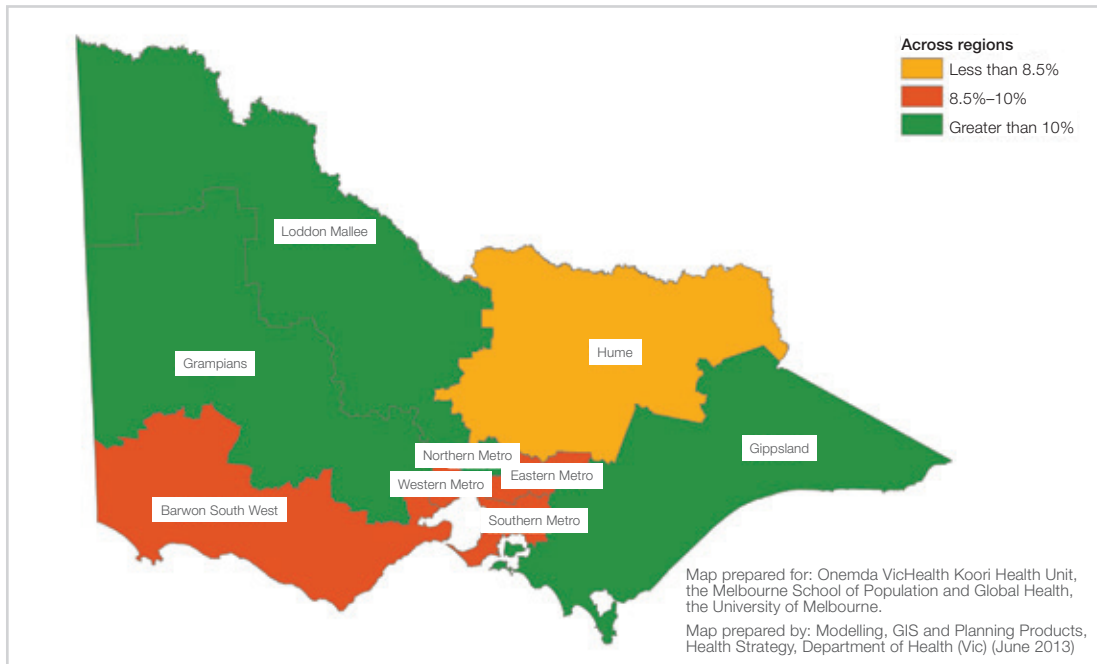 Across regions
Less than 8.5%
8.5%–10%
Greater than 10%
Loddon Mallee
Hume
Grampians
Gippsland
Northern Metro
Eastern Metro
Western Metro
Barwon South West
Southern Metro
Map prepared for: Onemda VicHealth Koori Health Unit,
the Melbourne School of Population and Global Health,
the University of Melbourne.
Map prepared by: Modelling, GIS and Planning Products,
Health Strategy, Department of Health (Vic) (June 2013)